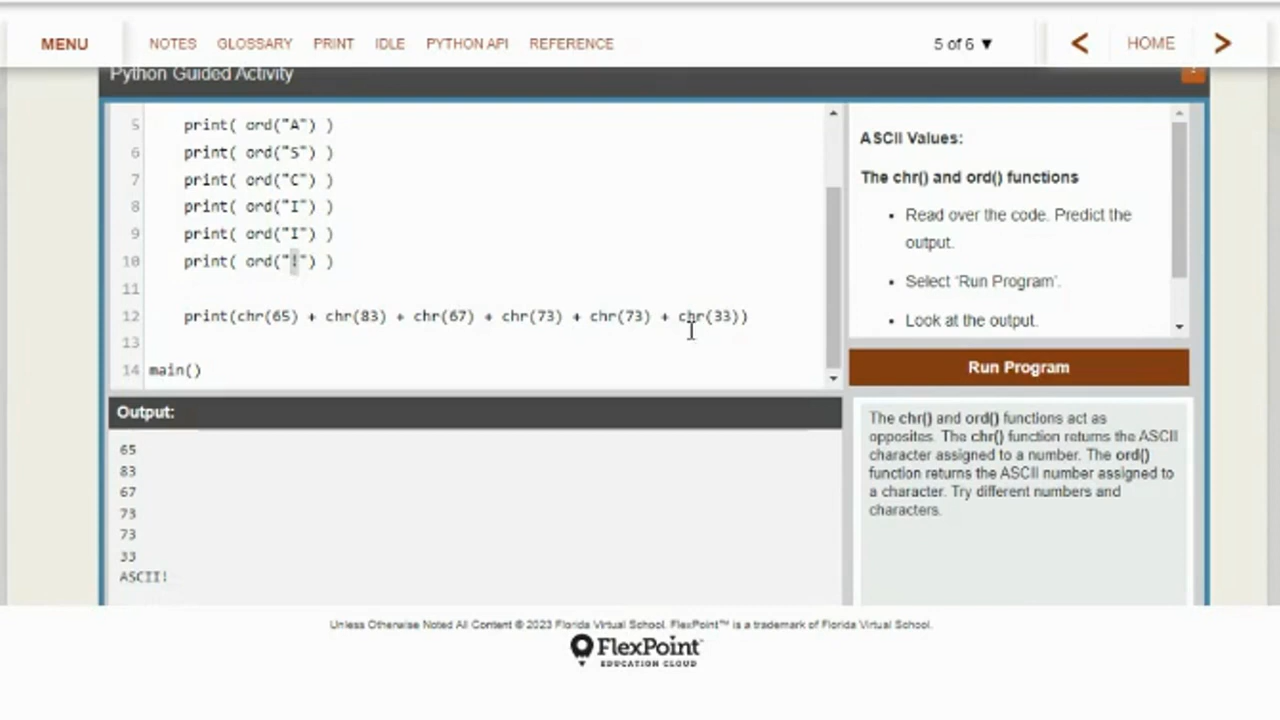 MENU NOTES GLOSSARY PRINT IDLE PYTHON API REFERENCE 5 of 6 ▼ < HOME >
Python Guided Activity
5 print( ord("A") )
6 print( ord("S") )
7 print( ord("C") )
8 print( ord("I") )
9 print( ord("I") )
10 print( ord("!") )
11
12 print(chr(65) + chr(83) + chr(67) + chr(73) + chr(73) + chr(33))
13
14 main()
Output:
65
83
67
73
73
33
ASCII!
ASCII Values:
The chr() and ord() functions
• Read over the code. Predict the
output.
• Select 'Run Program'.
• Look at the output.
Run Program
The chr() and ord() functions act as
opposites. The chr() function returns the ASCII
character assigned to a number. The ord()
function returns the ASCII number assigned to
a character. Try different numbers and
characters.
Unless Otherwise Noted All Content © 2023 Florida Virtual School. FlexPoint™ is a trademark of Florida Virtual School.
FlexPoint™
EDUCATION CLOUD